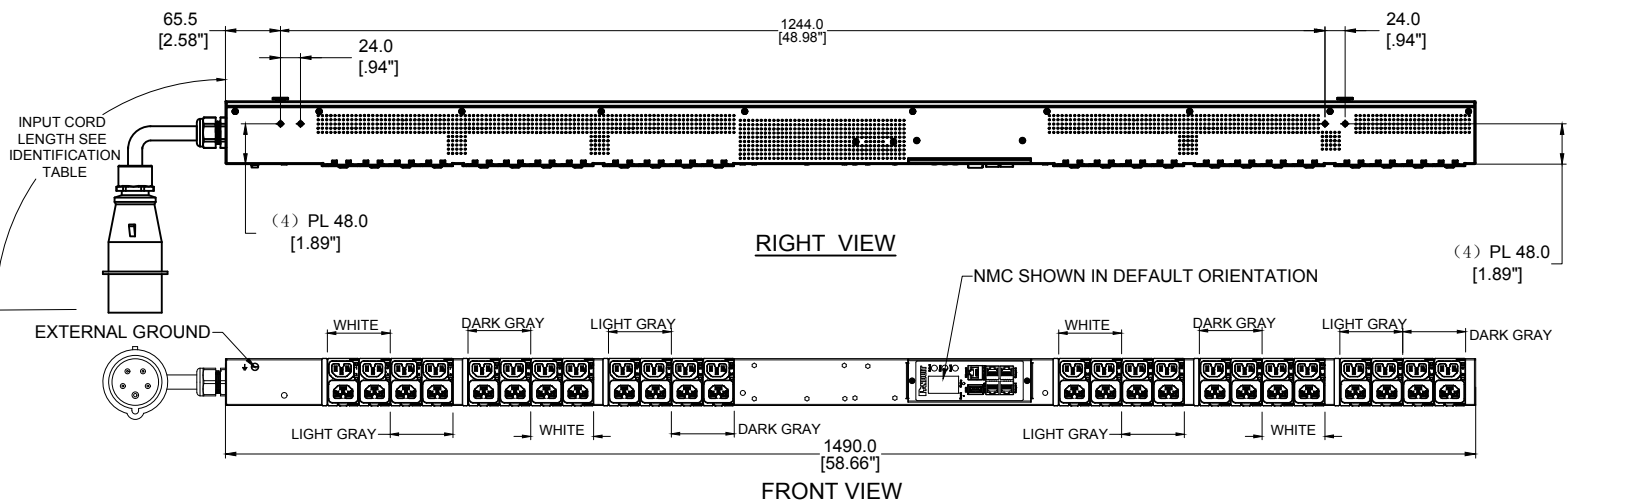 65.5
[2.58"]
1244.0
[48.98"]
24.0
[.94"]
24.0
[.94"]
INPUT CORD
LENGTH SEE
IDENTIFICATION
TABLE
(4) PL 48.0
[1.89"]
RIGHT VIEW
(4) PL 48.0
[1.89"]
NMC SHOWN IN DEFAULT ORIENTATION
EXTERNAL GROUND
WHITE
DARK GRAY
LIGHT GRAY
WHITE
DARK GRAY
LIGHT GRAY
DARK GRAY
LIGHT GRAY
WHITE
DARK GRAY
LIGHT GRAY
WHITE
1490.0
[58.66"]
FRONT VIEW